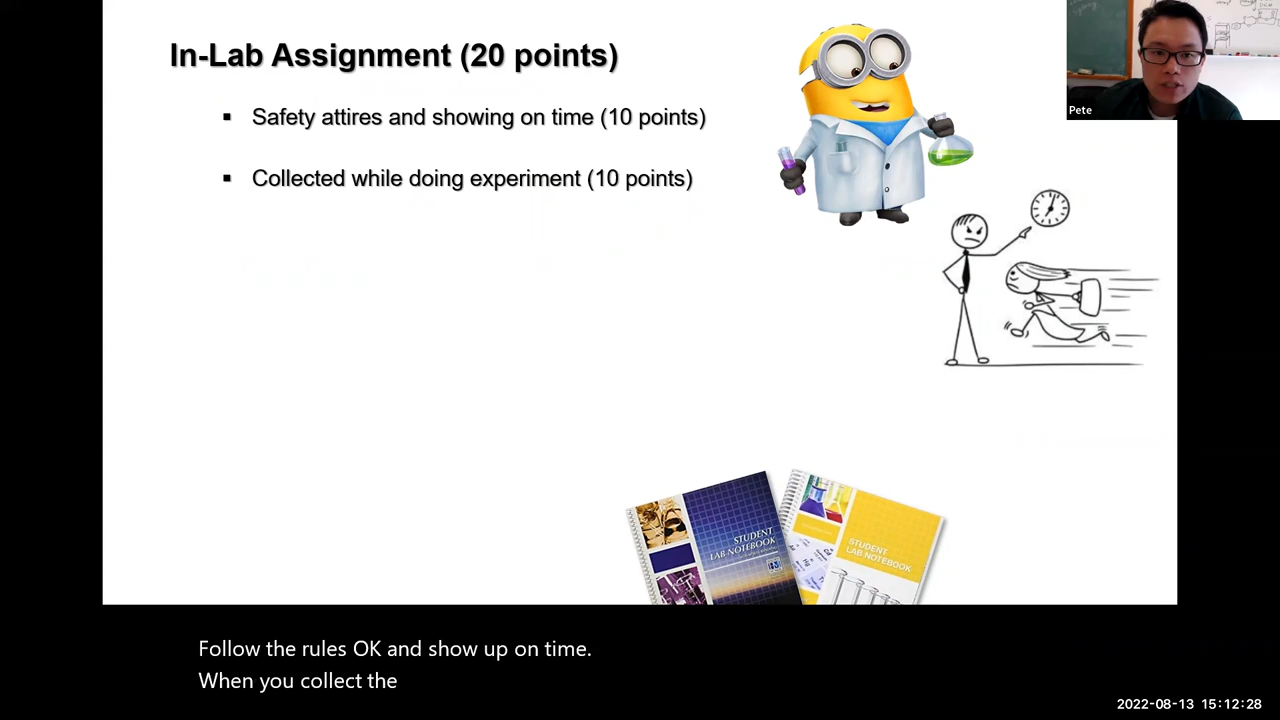 In-Lab Assignment (20 points)
Pete
▪ Safety attires and showing on time (10 points)
▪ Collected while doing experiment (10 points)
STUDENT
LAB NOTEBOOK
STUDENT
LAB NOTEBOOK
Follow the rules OK and show up on time.
When you collect the
2022-08-13 15:12:28